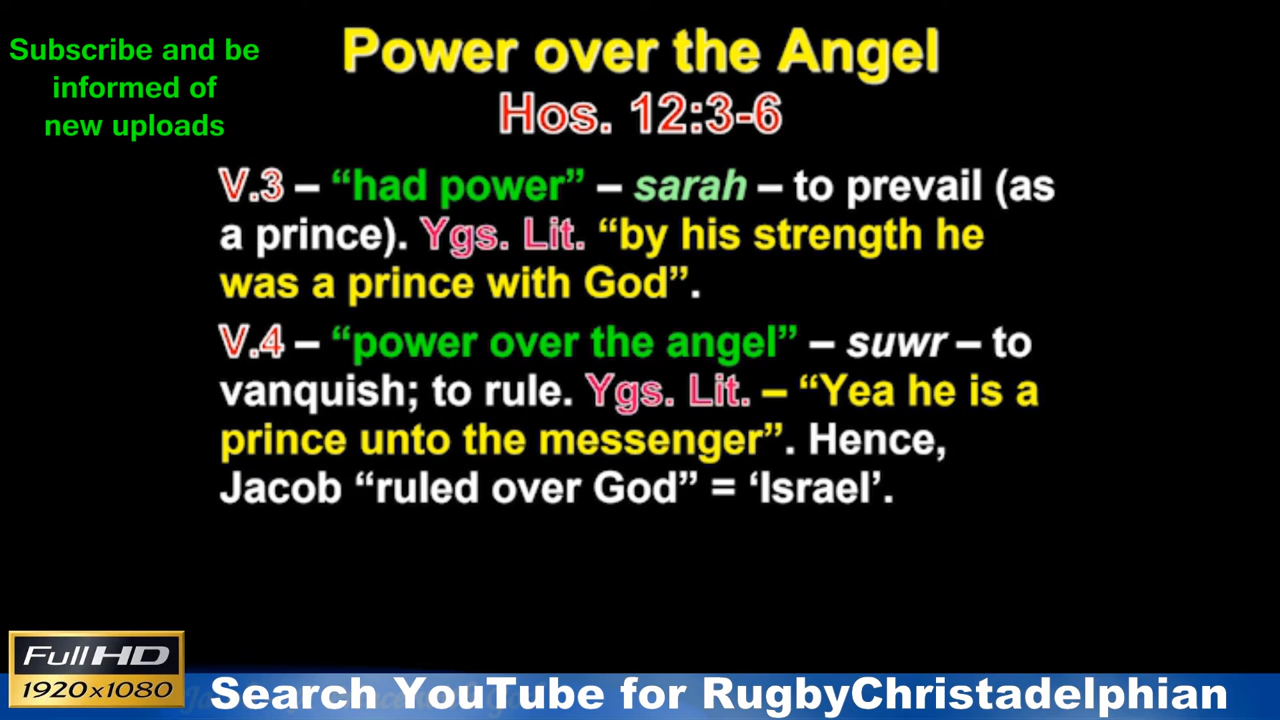 Subscribe and be
informed of
new uploads
Power over the Angel
Hos. 12:3-6
V.3 – “had power” – sarah – to prevail (as
a prince). Ygs. Lit. “by his strength he
was a prince with God”.
V.4 – “power over the angel” – suwr – to
vanquish; to rule. Ygs. Lit. – “Yea he is a
prince unto the messenger”. Hence,
Jacob “ruled over God” = ‘Israel’.
Full HD
1920x1080
Search YouTube for RugbyChristadelphian